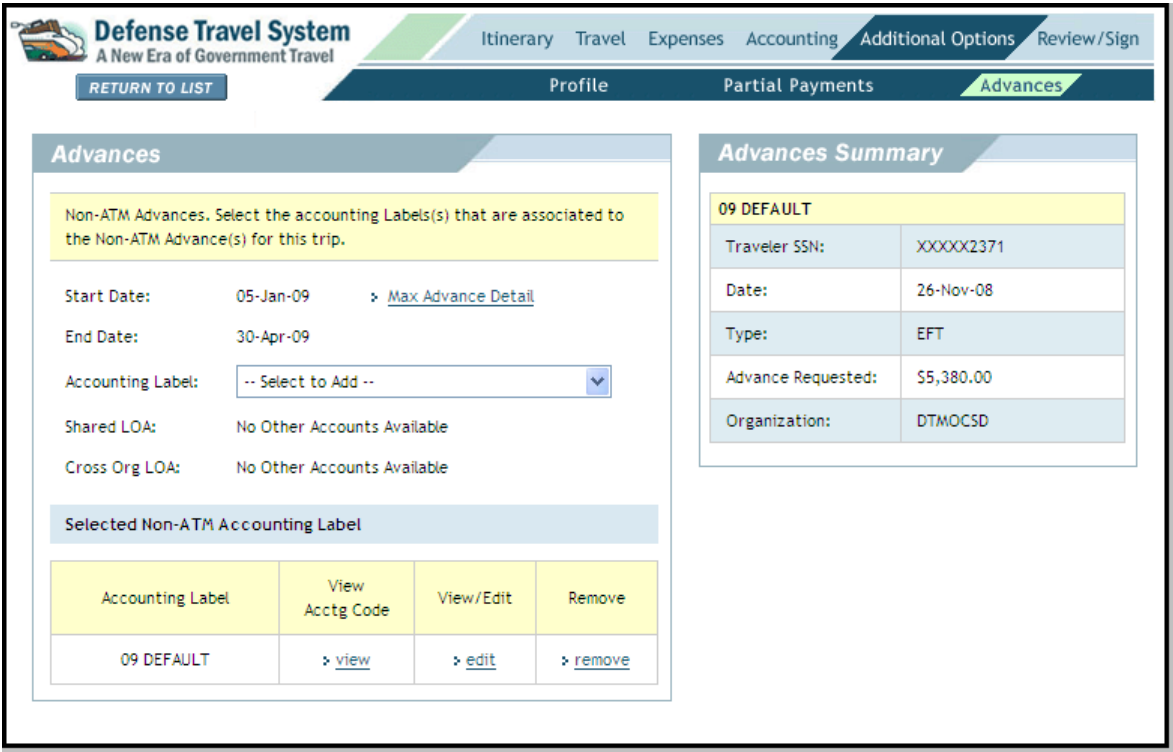 Defense Travel System
A New Era of Government Travel
Itinerary Travel Expenses Accounting Additional Options Review/Sign
RETURN TO LIST
Profile Partial Payments Advances
Advances
Non-ATM Advances. Select the accounting Labels(s) that are associated to
the Non-ATM Advance(s) for this trip.
Start Date: 05-Jan-09 Max Advance Detail
End Date: 30-Apr-09
Accounting Label: -- Select to Add --
Shared LOA: No Other Accounts Available
Cross Org LOA: No Other Accounts Available
Selected Non-ATM Accounting Label
Accounting Label View Acctg Code View/Edit Remove
09 DEFAULT view edit remove
Advances Summary
09 DEFAULT
Traveler SSN: XXXXX2371
Date: 26-Nov-08
Type: EFT
Advance Requested: $5,380.00
Organization: DTMOCSD